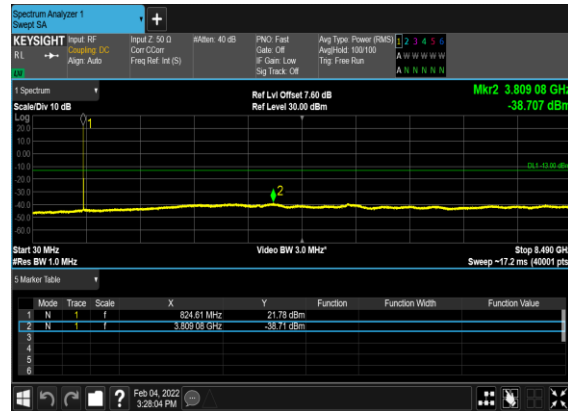 Spectrum Analyzer 1
Swept SA
+
KEYSIGHT Input: RF Input Z: 50 Ω #Atten: 40 dB PNO: Fast Avg Type: Power (RMS) 1 2 3 4 5 6
RL Coupling: DC Corr CCorr Gate: Off Avg|Hold: 100/100 A W W W W W
Align: Auto Freq Ref: Int (S) IF Gain: Low Trig: Free Run
Sig Track: Off A N N N N N
1 Spectrum Ref Lvl Offset 7.60 dB Mkr2 3.809 08 GHz
Scale/Div 10 dB Ref Level 30.00 dBm -38.707 dBm
Log
1
20.0
10.0
0.00
-10.0 DL1 -13.00 dBm
-20.0
-30.0
2
-40.0
-50.0
-60.0
Start 30 MHz Video BW 3.0 MHz* Stop 8.490 GHz
#Res BW 1.0 MHz Sweep ~17.2 ms (40001 pts)
5 Marker Table
Mode Trace Scale X Y Function Function Width Function Value
1 N 1 f 824.61 MHz 21.78 dBm
2 N 1 f 3.809 08 GHz -38.71 dBm
3
4
5
6
? Feb 04, 2022
3:28:04 PM